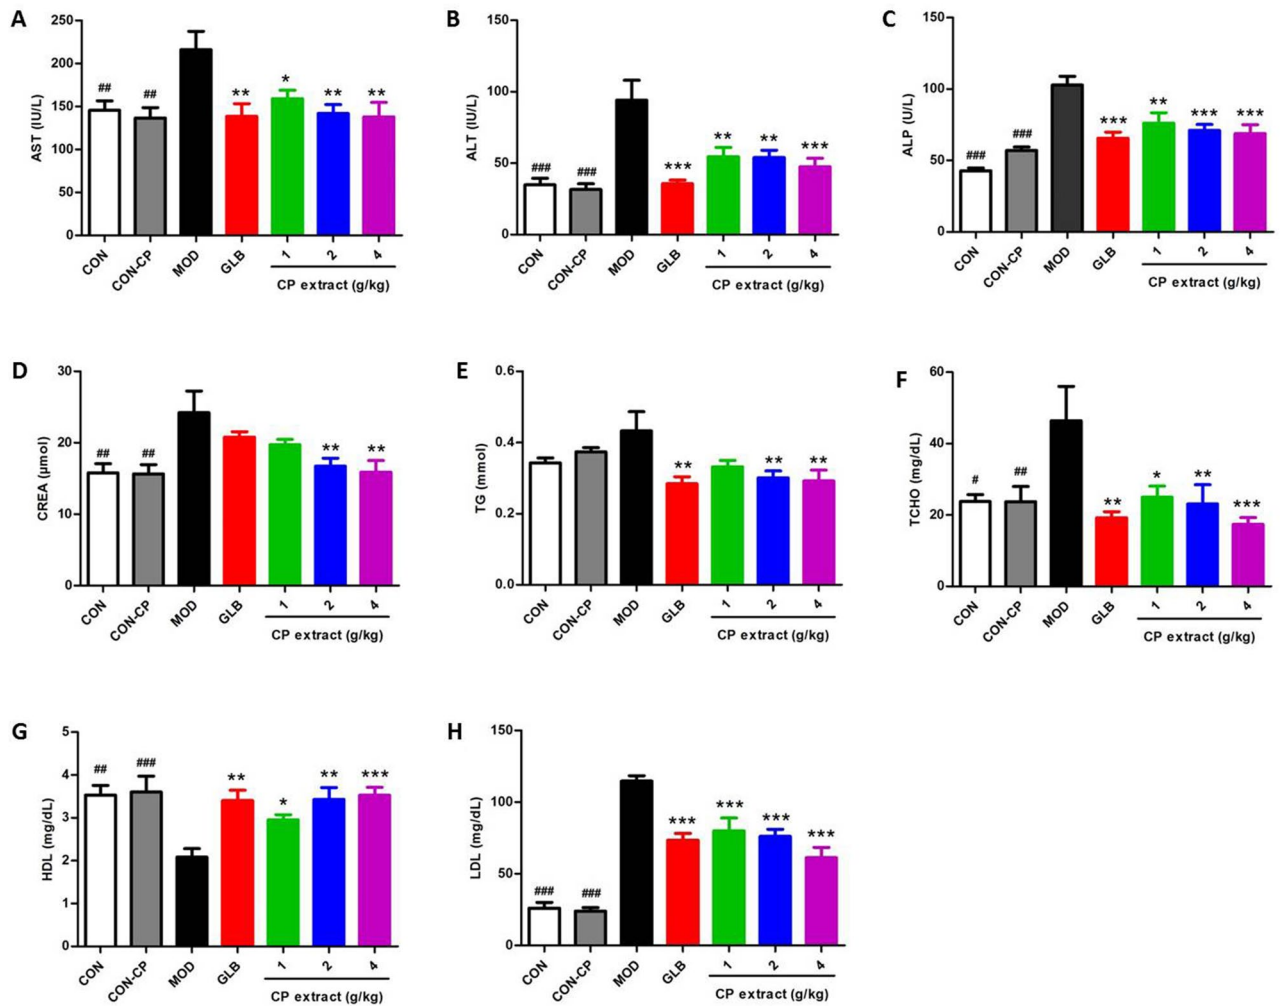 A
AST (IU/L)
250
200
150
100
50
0
## ## ** * ** **
CON CON-CP MOD GLB 1 2 4
CP extract (g/kg)
B
ALT (IU/L)
150
100
50
0
### ### *** ** ** ***
CON CON-CP MOD GLB 1 2 4
CP extract (g/kg)
C
ALP (U/L)
150
100
50
0
### ### *** ** *** ***
CON CON-CP MOD GLB 1 2 4
CP extract (g/kg)
D
CREA (μmol)
30
20
10
0
## ## ** **
CON CON-CP MOD GLB 1 2 4
CP extract (g/kg)
E
TG (mmol)
0.6
0.4
0.2
0.0
** ** **
CON CON-CP MOD GLB 1 2 4
CP extract (g/kg)
F
TCHO (mg/dL)
60
40
20
0
# ## ** * ** ***
CON CON-CP MOD GLB 1 2 4
CP extract (g/kg)
G
HDL (mg/dL)
5
4
3
2
1
0
## ### ** * ** ***
CON CON-CP MOD GLB 1 2 4
CP extract (g/kg)
H
LDL (mg/dL)
150
100
50
0
### ### *** *** *** ***
CON CON-CP MOD GLB 1 2 4
CP extract (g/kg)